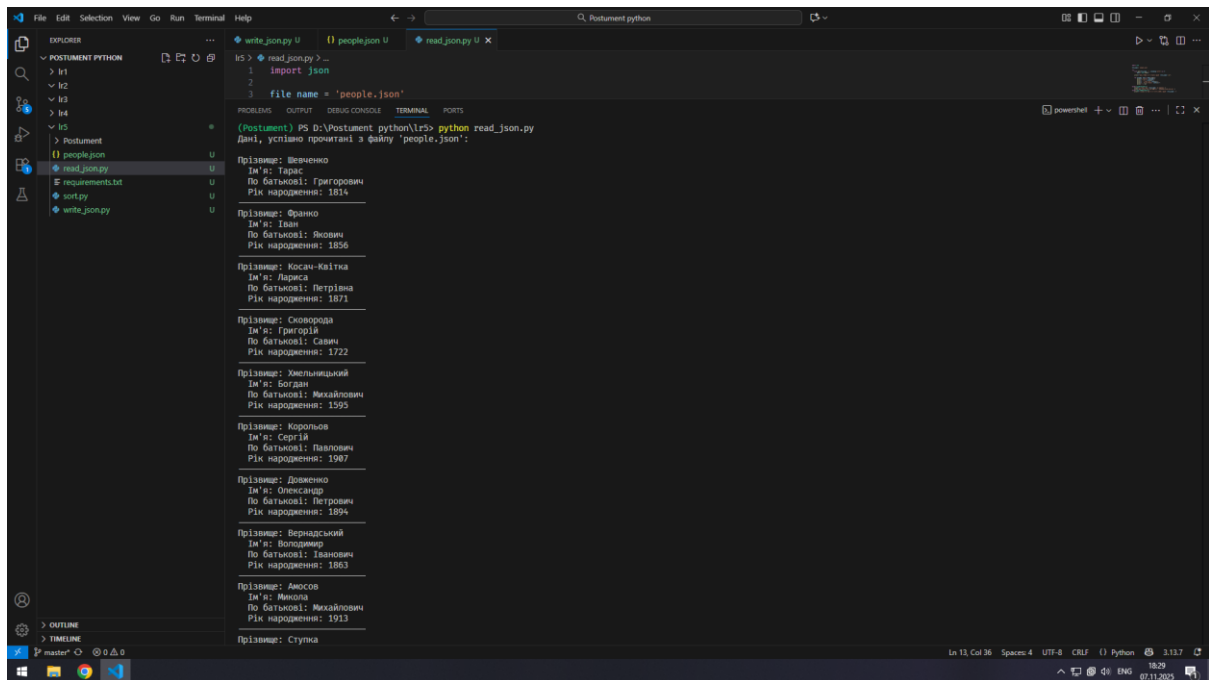 File Edit Selection View Go Run Terminal Help
Postument python
EXPLORER
write_json.py U
{} people.json U
read_json.py U
POSTUMENT PYTHON
lr1
lr2
lr3
lr4
lr5
Postument
{} people.json U
read_json.py U
requirements.txt U
sort.py U
write_json.py U
OUTLINE
TIMELINE
lr5 > read_json.py > ...
1 import json
2
3 file_name = 'people.json'
PROBLEMS OUTPUT DEBUG CONSOLE TERMINAL PORTS
powershell
(Postument) PS D:\Postument python\lr5> python read_json.py
Дані, успішно прочитані з файлу 'people.json':
Прізвище: Шевченко
Ім'я: Тарас
По батькові: Григорович
Рік народження: 1814
Прізвище: Франко
Ім'я: Іван
По батькові: Якович
Рік народження: 1856
Прізвище: Косач-Квітка
Ім'я: Лариса
По батькові: Петрівна
Рік народження: 1871
Прізвище: Сковорода
Ім'я: Григорій
По батькові: Савич
Рік народження: 1722
Прізвище: Хмельницький
Ім'я: Богдан
По батькові: Михайлович
Рік народження: 1595
Прізвище: Корольов
Ім'я: Сергій
По батькові: Павлович
Рік народження: 1907
Прізвище: Довженко
Ім'я: Олександр
По батькові: Петрович
Рік народження: 1894
Прізвище: Вернадський
Ім'я: Володимир
По батькові: Іванович
Рік народження: 1863
Прізвище: Амосов
Ім'я: Микола
По батькові: Михайлович
Рік народження: 1913
Прізвище: Ступка
master* 0 0 Ln 13, Col 36 Spaces: 4 UTF-8 CRLF {} Python 3.13.7
ENG 18:29
07.11.2025